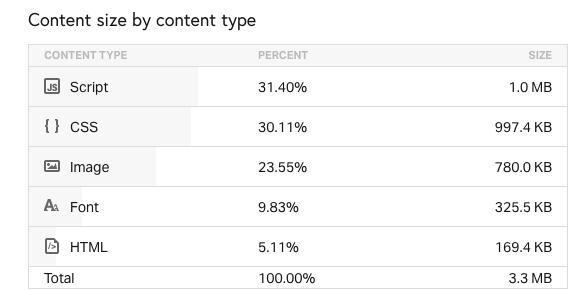 Content size by content type
CONTENT TYPE PERCENT SIZE
JS Script 31.40% 1.0 MB
{ } CSS 30.11% 997.4 KB
Image 23.55% 780.0 KB
AA Font 9.83% 325.5 KB
</> HTML 5.11% 169.4 KB
Total 100.00% 3.3 MB